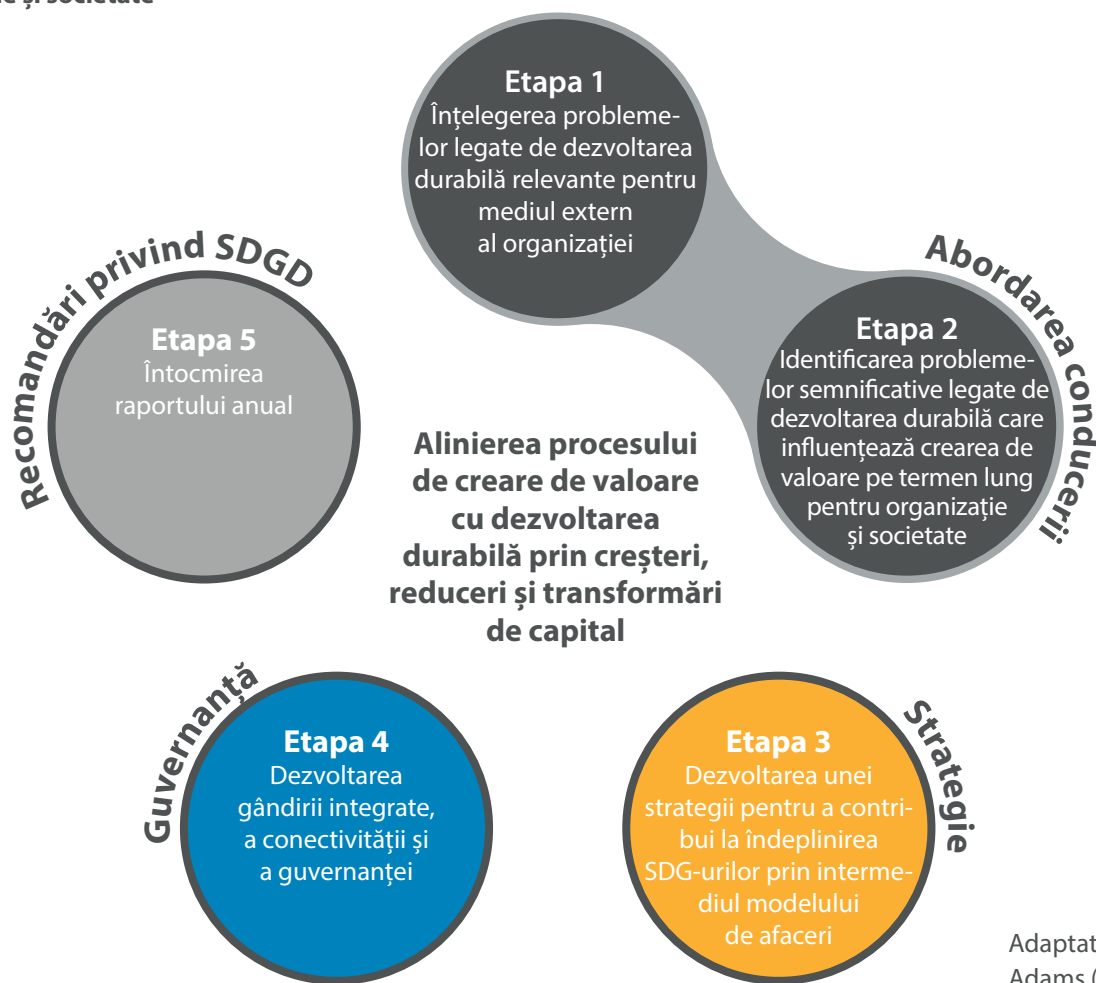 și societate
Etapa 1
Înțelegerea probleme-
lor legate de dezvoltarea
durabilă relevante pentru
mediul extern
al organizației
Abordarea conducerii
Etapa 2
Identificarea probleme-
lor semnificative legate de
dezvoltarea durabilă care
influențează crearea de
valoare pe termen lung
pentru organizație
și societate
Strategie
Etapa 3
Dezvoltarea unei
strategii pentru a contri-
bui la îndeplinirea
SDG-urilor prin interme-
diul modelului
de afaceri
Guvernanță
Etapa 4
Dezvoltarea
gândirii integrate,
a conectivității și
a guvernanței
Recomandări privind SDGD
Etapa 5
Întocmirea
raportului anual
Alinierea procesului
de creare de valoare
cu dezvoltarea
durabilă prin creșteri,
reduceri și transformări
de capital
Adaptat
Adams (